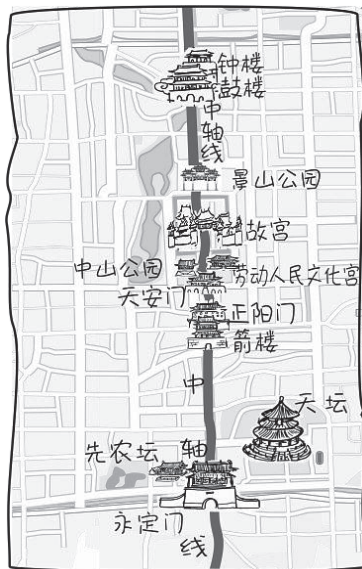 钟楼
鼓楼
中轴线
景山公园
故宫
中山公园
劳动人民文化宫
天安门
正阳门
箭楼
中
天坛
先农坛
轴
永定门
线